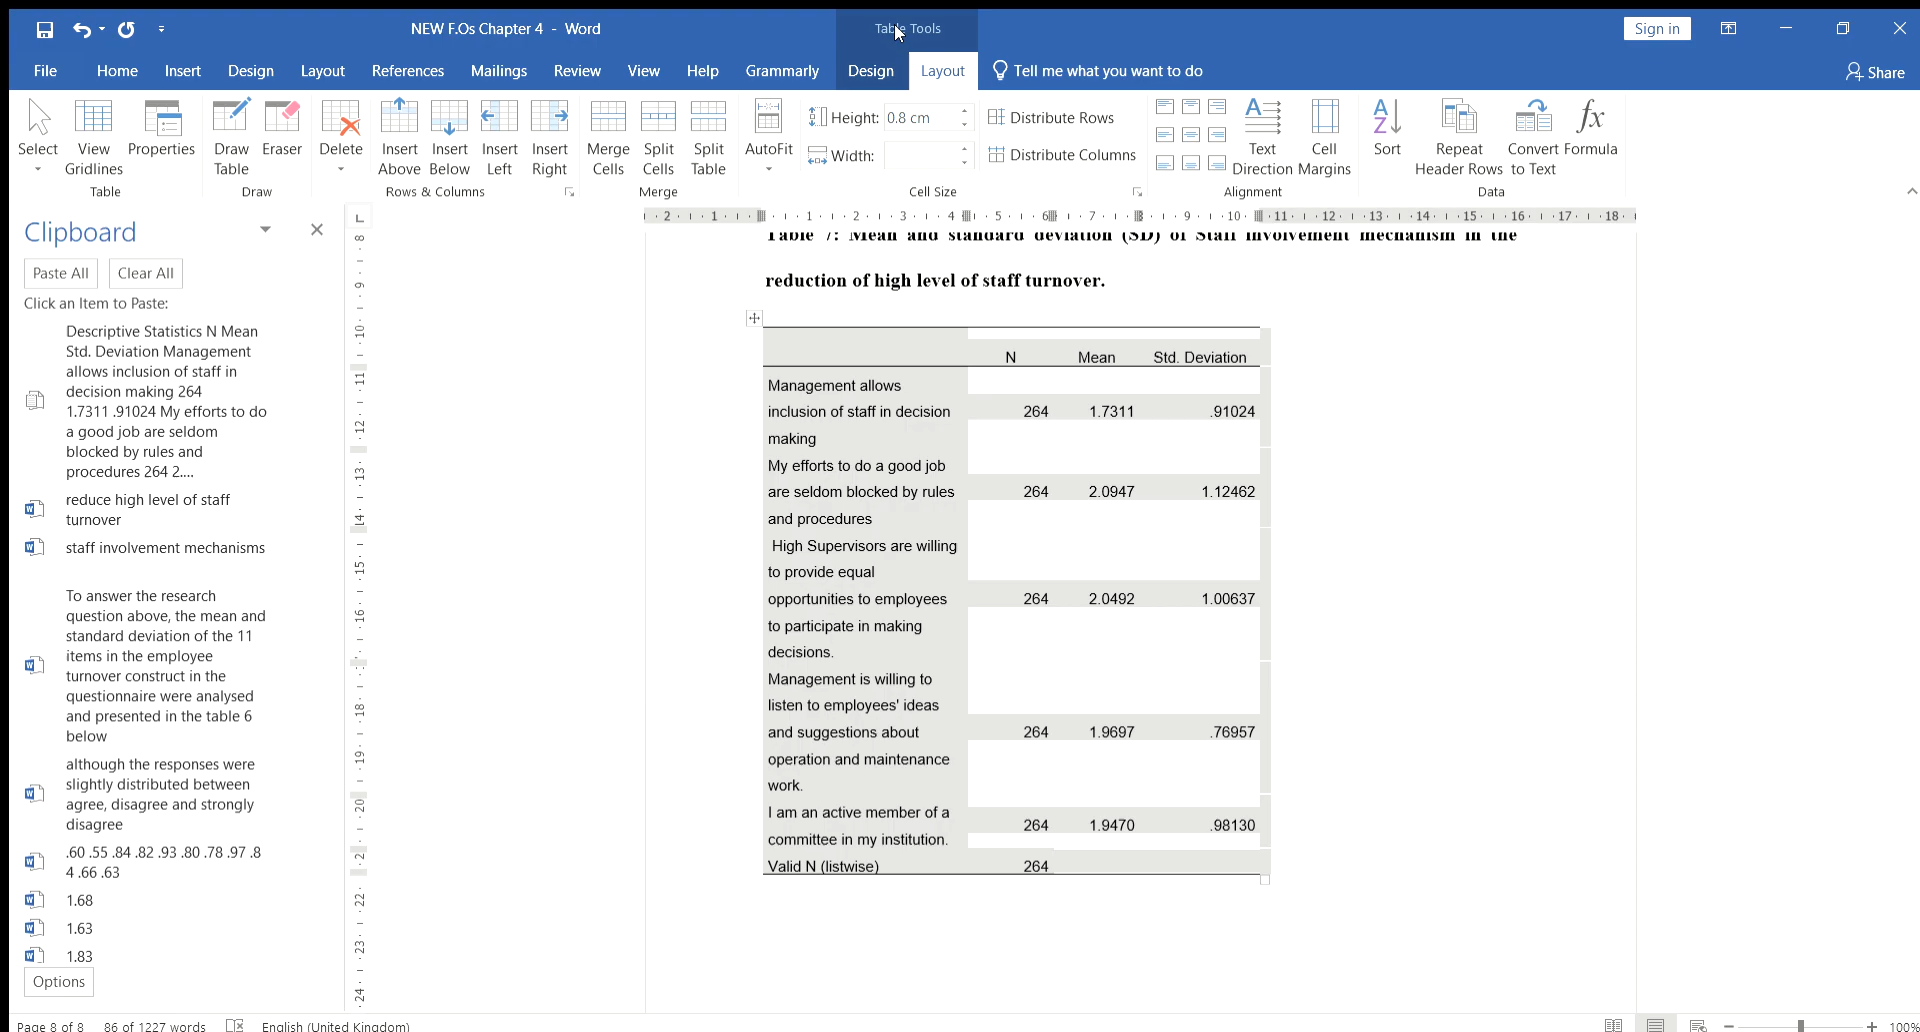 NEW F.Os Chapter 4 - Word
Table Tools
Sign in
File Home Insert Design Layout References Mailings Review View Help Grammarly Design Layout Tell me what you want to do Share
Select
View Gridlines
Properties
Table
Draw Table
Eraser
Draw
Delete
Insert Above
Insert Below
Insert Left
Insert Right
Rows & Columns
Merge Cells
Split Cells
Split Table
Merge
AutoFit
Height: 0.8 cm
Width:
Distribute Rows
Distribute Columns
Cell Size
Text Direction
Cell Margins
Alignment
Sort
Repeat Header Rows
Convert to Text
fx
Formula
Data
Clipboard
Paste All Clear All
Click an Item to Paste:
Descriptive Statistics N Mean
Std. Deviation Management
allows inclusion of staff in
decision making 264
1.7311 .91024 My efforts to do
a good job are seldom
blocked by rules and
procedures 264 2....
reduce high level of staff
turnover
staff involvement mechanisms
To answer the research
question above, the mean and
standard deviation of the 11
items in the employee
turnover construct in the
questionnaire were analysed
and presented in the table 6
below
although the responses were
slightly distributed between
agree, disagree and strongly
disagree
.60 .55 .84 .82 .93 .80 .78 .97 .8
4 .66 .63
1.68
1.63
1.83
Options
Table 7: Mean and standard deviation (SD) of Staff involvement mechanism in the
reduction of high level of staff turnover.
N Mean Std. Deviation
Management allows
inclusion of staff in decision 264 1.7311 .91024
making
My efforts to do a good job
are seldom blocked by rules 264 2.0947 1.12462
and procedures
High Supervisors are willing
to provide equal
opportunities to employees 264 2.0492 1.00637
to participate in making
decisions.
Management is willing to
listen to employees' ideas
and suggestions about 264 1.9697 .76957
operation and maintenance
work.
I am an active member of a
committee in my institution. 264 1.9470 .98130
Valid N (listwise) 264
Page 8 of 8 86 of 1227 words English (United Kingdom) 100%